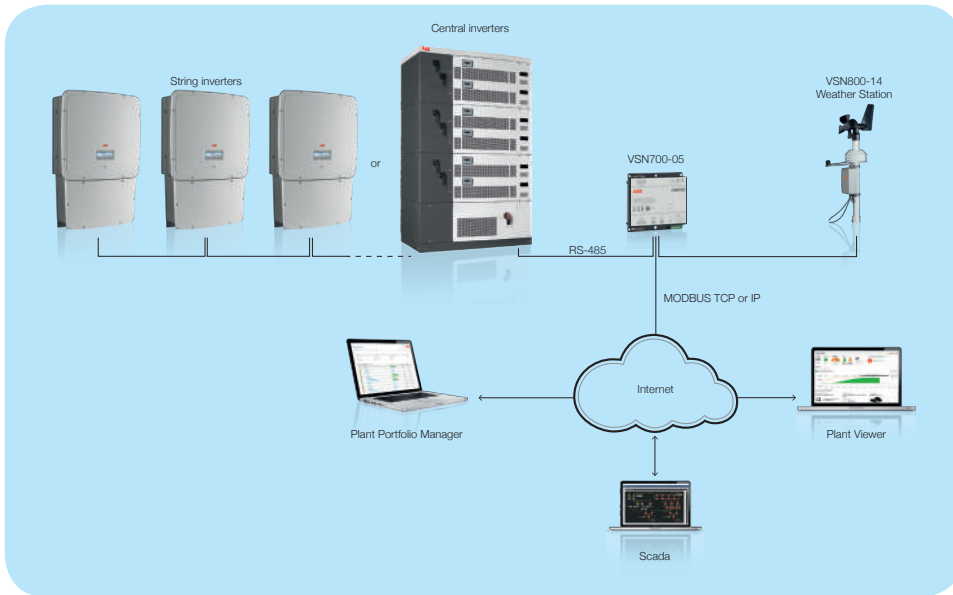 Central inverters
String inverters
VSN800-14
Weather Station
or
VSN700-05
ABB
RS-485
MODBUS TCP or IP
Internet
Plant Portfolio Manager
Plant Viewer
Scada